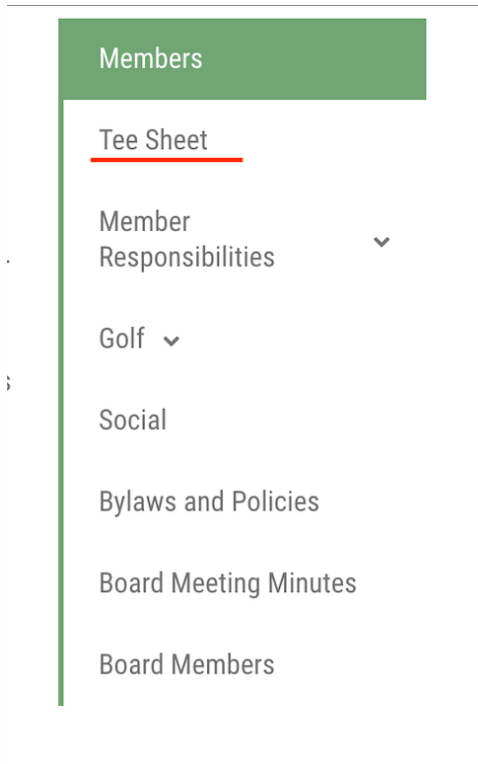 Members
Tee Sheet
Member
Responsibilities
Golf
Social
Bylaws and Policies
Board Meeting Minutes
Board Members